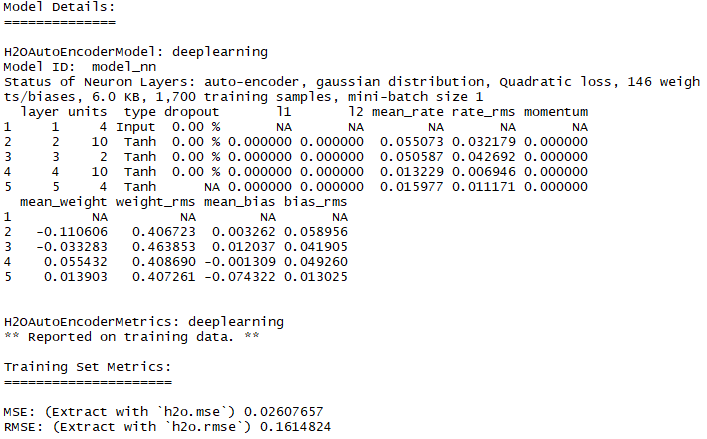 Model Details:
==============
H2OAutoEncoderModel: deeplearning
Model ID:  model_nn
Status of Neuron Layers: auto-encoder, gaussian distribution, Quadratic loss, 146 weigh
ts/biases, 6.0 KB, 1,700 training samples, mini-batch size 1
  layer units  type dropout       l1       l2 mean_rate rate_rms momentum
1     1     4 Input  0.00 %       NA       NA        NA       NA       NA
2     2    10  Tanh  0.00 % 0.000000 0.000000  0.055073 0.032179 0.000000
3     3     2  Tanh  0.00 % 0.000000 0.000000  0.050587 0.042692 0.000000
4     4    10  Tanh  0.00 % 0.000000 0.000000  0.013229 0.006946 0.000000
5     5     4  Tanh      NA 0.000000 0.000000  0.015977 0.011171 0.000000
  mean_weight weight_rms mean_bias bias_rms
1          NA         NA        NA       NA
2   -0.110606   0.406723  0.003262 0.058956
3   -0.033283   0.463853  0.012037 0.041905
4    0.055432   0.408690 -0.001309 0.049260
5    0.013903   0.407261 -0.074322 0.013025
H2OAutoEncoderMetrics: deeplearning
** Reported on training data. **
Training Set Metrics:
=====================
MSE: (Extract with `h2o.mse`) 0.02607657
RMSE: (Extract with `h2o.rmse`) 0.1614824